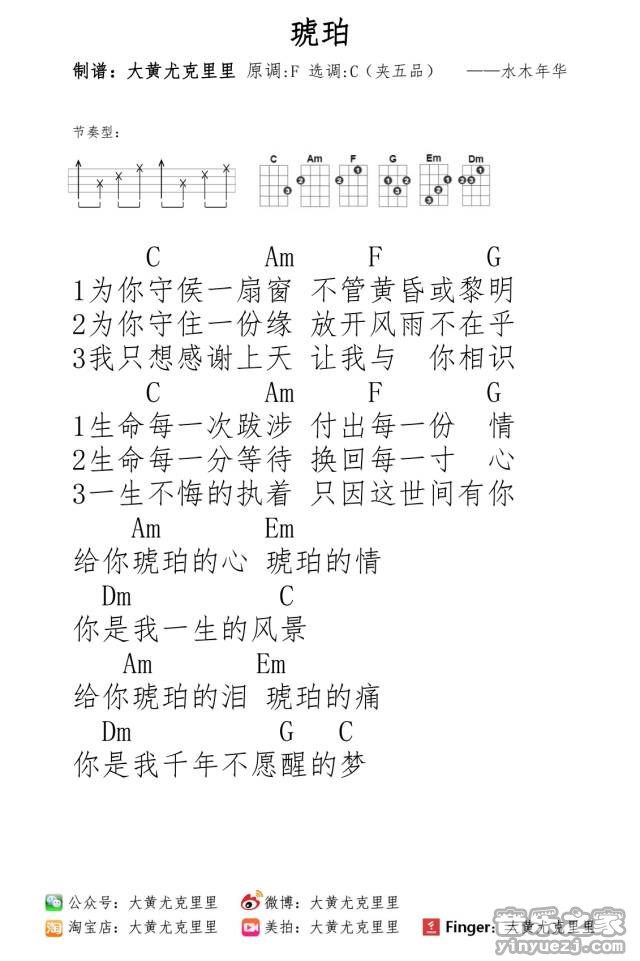 琥珀
制谱：大黄尤克里里 原调:F 选调:C（夹五品） ——水木年华
节奏型：
C Am F G Em Dm
C Am F G
1为你守侯一扇窗 不管黄昏或黎明
2为你守住一份缘 放开风雨不在乎
3我只想感谢上天 让我与 你相识
C Am F G
1生命每一次跋涉 付出每一份 情
2生命每一分等待 换回每一寸 心
3一生不悔的执着 只因这世间有你
Am Em
给你琥珀的心 琥珀的情
Dm C
你是我一生的风景
Am Em
给你琥珀的泪 琥珀的痛
Dm G C
你是我千年不愿醒的梦
公众号：大黄尤克里里 微博：大黄尤克里里
淘宝店：大黄尤克里里 美拍：大黄尤克里里 Finger：大黄尤克里里
音乐之家
yinyuezj.com